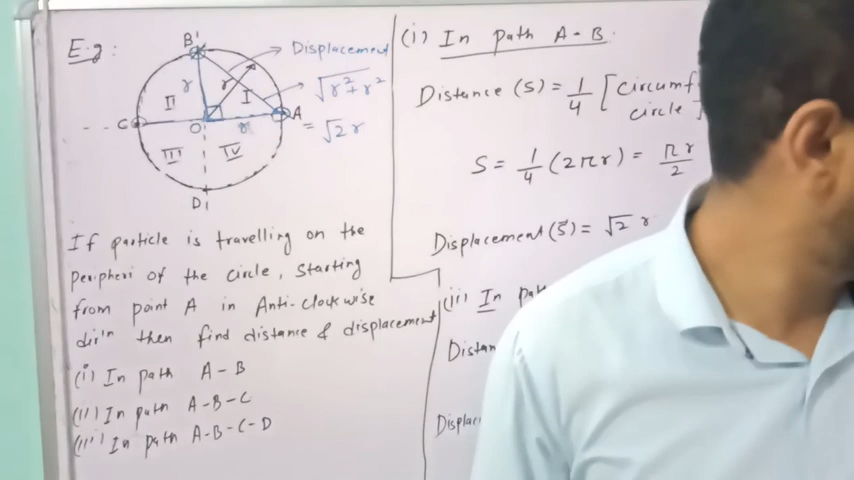 E.g :
B'
Displacement
r
r
II
I
√r²+r²
C
O
r
A
= √2 r
III
IV
D
If particle is travelling on the
Peripheri of the circle, starting
from point A in Anti-clockwise
dir'n then find distance & displacement
(i) In path A-B
(ii) In path A-B-C
(iii) In path A-B-C-D
(i) In path A-B
Distance (S) = 1/4 [circumf
circle
S = 1/4 (2πr) = πr/2
Displacement (S⃗) = √2 r
(ii) In pat
Distan
Displac